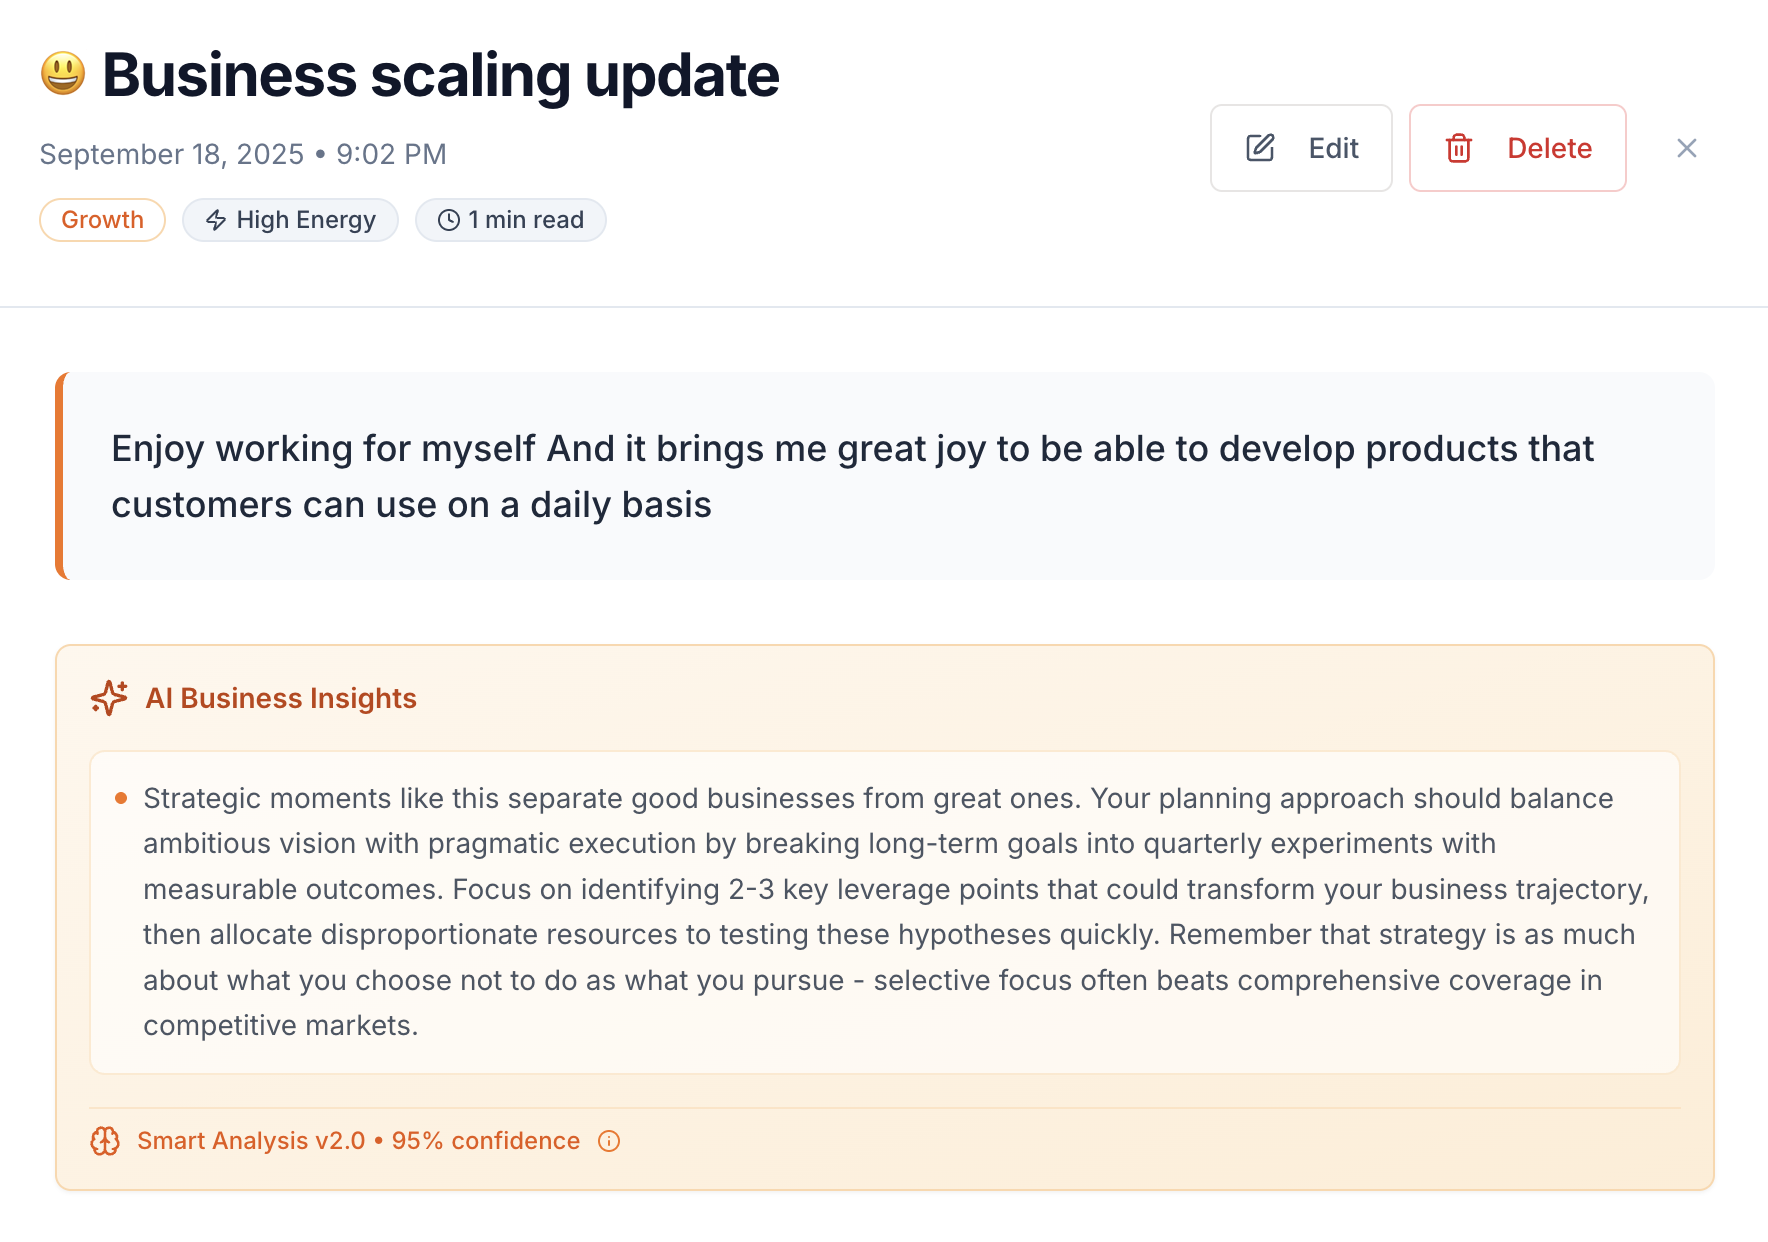 😃 Business scaling update
September 18, 2025 • 9:02 PM
Edit
Delete
Growth
High Energy
1 min read
Enjoy working for myself And it brings me great joy to be able to develop products that
customers can use on a daily basis
AI Business Insights
• Strategic moments like this separate good businesses from great ones. Your planning approach should balance
ambitious vision with pragmatic execution by breaking long-term goals into quarterly experiments with
measurable outcomes. Focus on identifying 2-3 key leverage points that could transform your business trajectory,
then allocate disproportionate resources to testing these hypotheses quickly. Remember that strategy is as much
about what you choose not to do as what you pursue - selective focus often beats comprehensive coverage in
competitive markets.
Smart Analysis v2.0 • 95% confidence